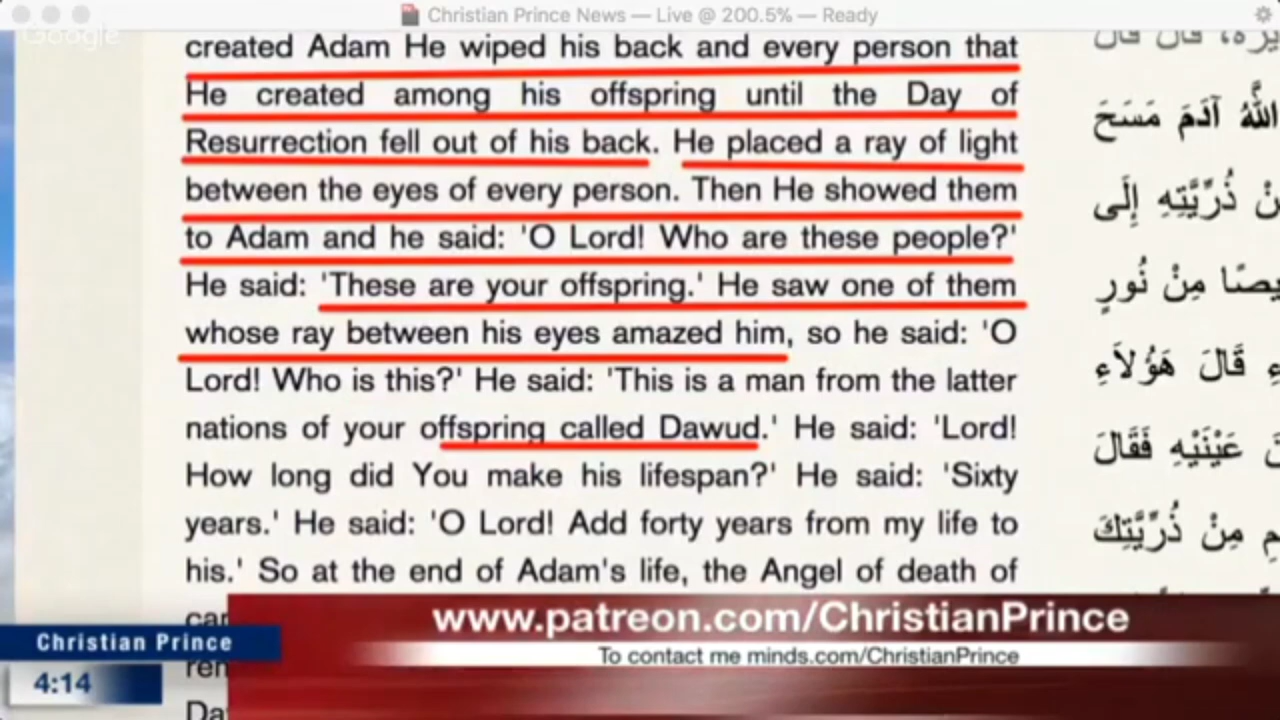 Christian Prince News — Live @ 200.5% — Ready
Google
created Adam He wiped his back and every person that
He created among his offspring until the Day of
Resurrection fell out of his back. He placed a ray of light
between the eyes of every person. Then He showed them
to Adam and he said: 'O Lord! Who are these people?'
He said: 'These are your offspring.' He saw one of them
whose ray between his eyes amazed him, so he said: 'O
Lord! Who is this?' He said: 'This is a man from the latter
nations of your offspring called Dawud.' He said: 'Lord!
How long did You make his lifespan?' He said: 'Sixty
years.' He said: 'O Lord! Add forty years from my life to
his.' So at the end of Adam's life, the Angel of death of
قَالَ قَالَ
اللَّهُ آدَمَ مَسَحَ
ذُرِّيَّتِهِ إِلَى
مِنْ نُورٍ
قَالَ هَؤُلاَءِ
عَيْنَيْهِ فَقَالَ
مِنْ ذُرِّيَّتِكَ
www.patreon.com/ChristianPrince
To contact me minds.com/ChristianPrince
Christian Prince
4:14